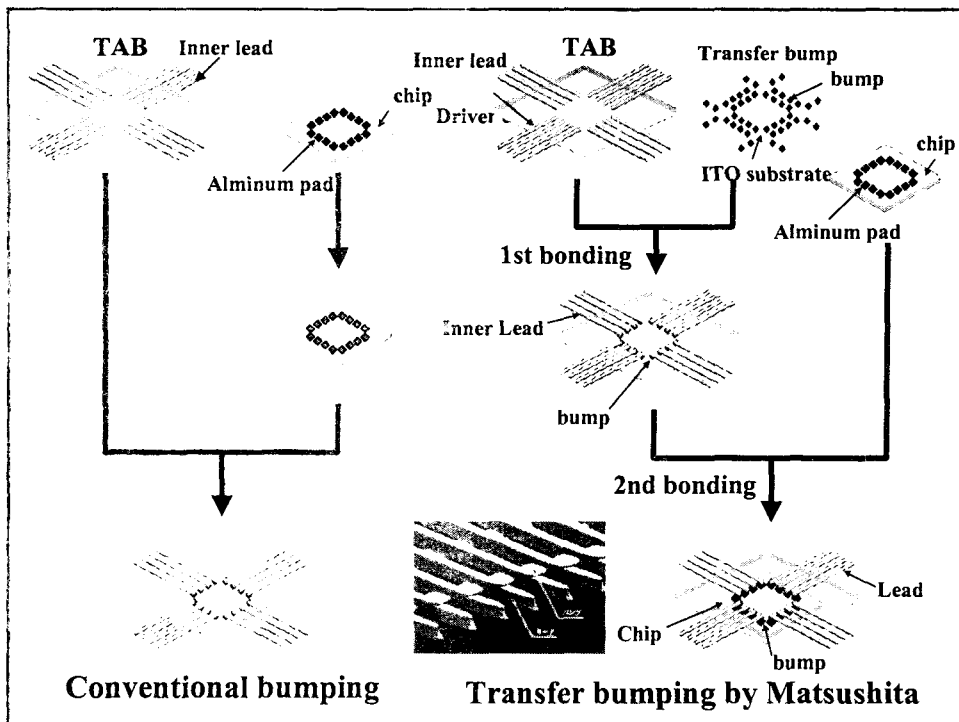 TAB
Inner lead
chip
Alminum pad
Conventional bumping
TAB
Inner lead
Driver
Transfer bump
bump
ITO substrate
chip
Alminum pad
1st bonding
Inner Lead
bump
2nd bonding
Lead
Chip
bump
Transfer bumping by Matsushita